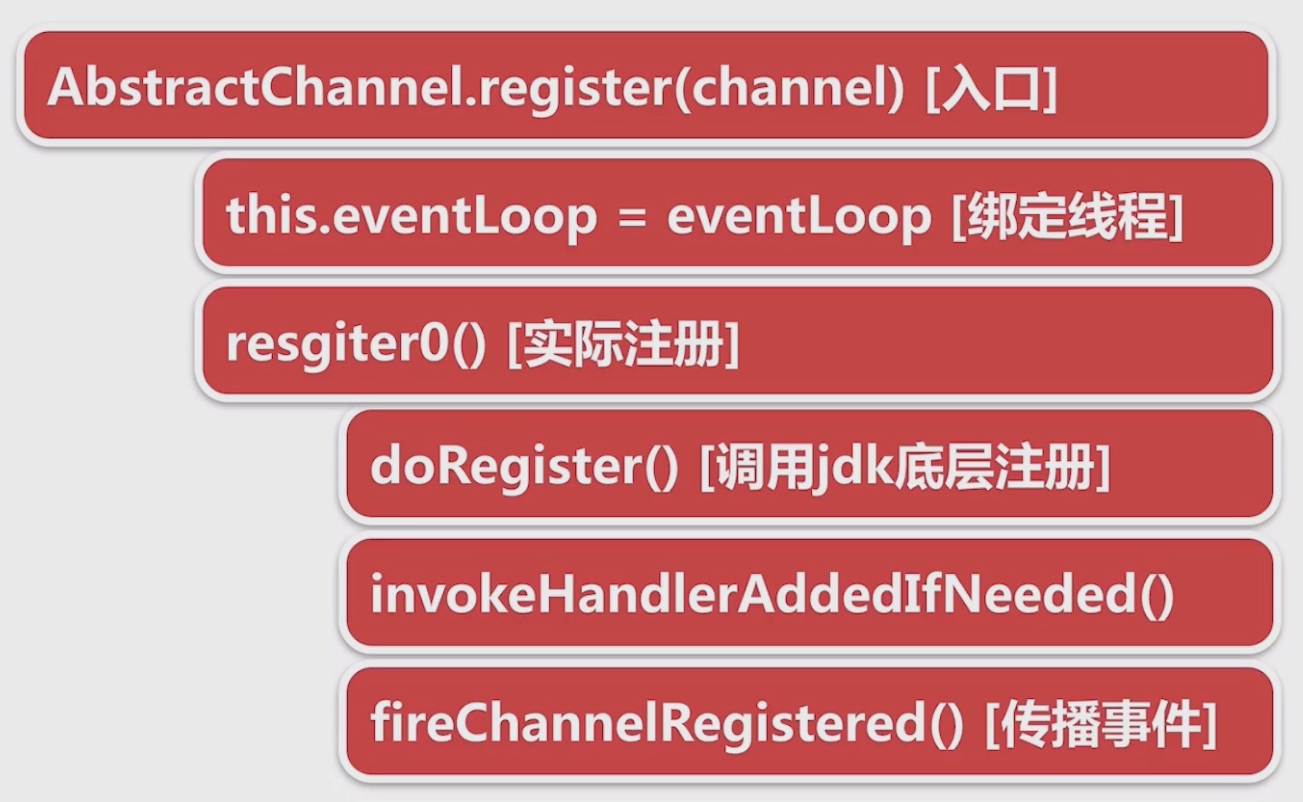 AbstractChannel.register(channel) [入口]
this.eventLoop = eventLoop [绑定线程]
resgiter0() [实际注册]
doRegister() [调用jdk底层注册]
invokeHandlerAddedIfNeeded()
fireChannelRegistered() [传播事件]